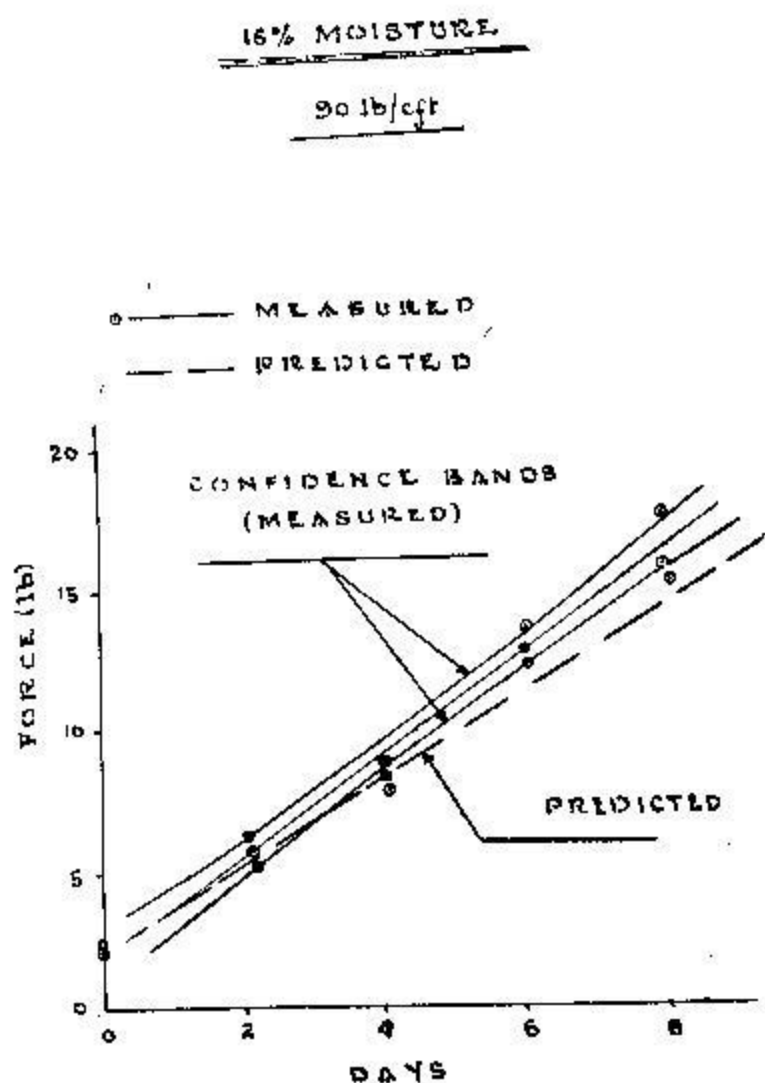 16% MOISTURE
90 lb/cft
MEASURED
PREDICTED
CONFIDENCE BANDS
(MEASURED)
PREDICTED
FORCE (lb)
20
15
10
5
0
0 2 4 6 8
DAYS